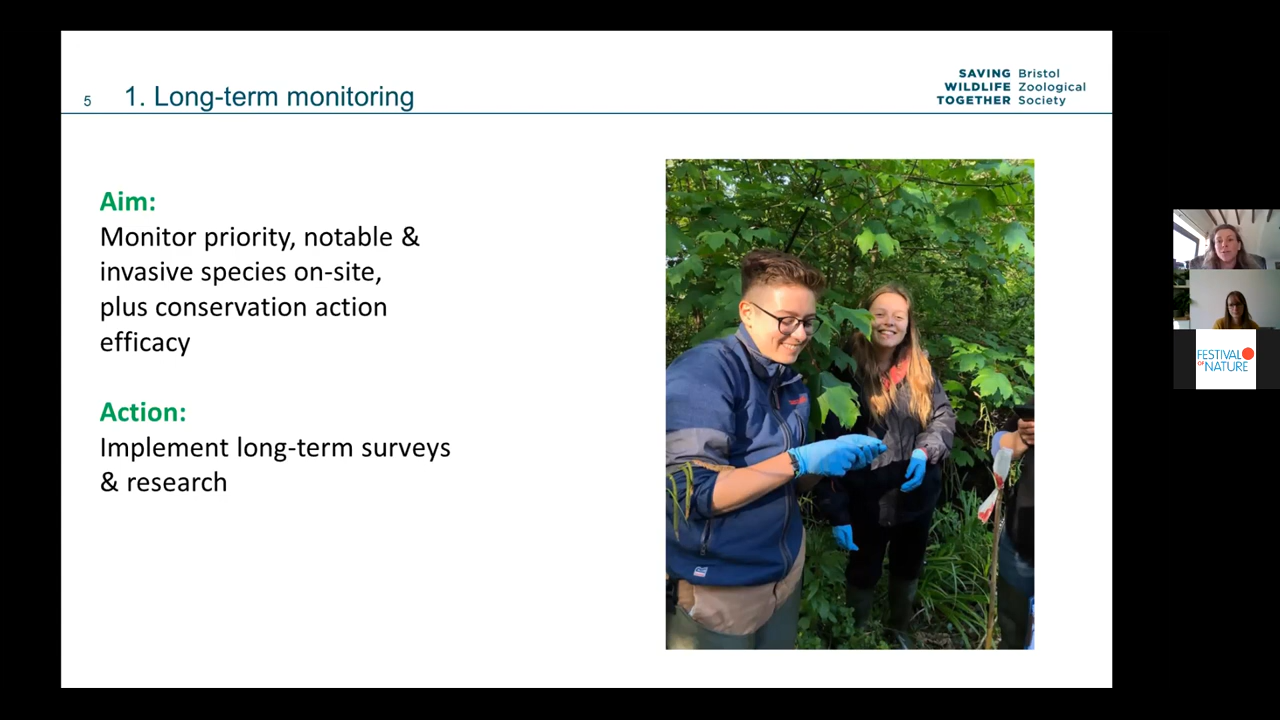 5 1. Long-term monitoring
SAVING Bristol
WILDLIFE Zoological
TOGETHER Society
Aim:
Monitor priority, notable &
invasive species on-site,
plus conservation action
efficacy
Action:
Implement long-term surveys
& research
FESTIVAL
OF NATURE